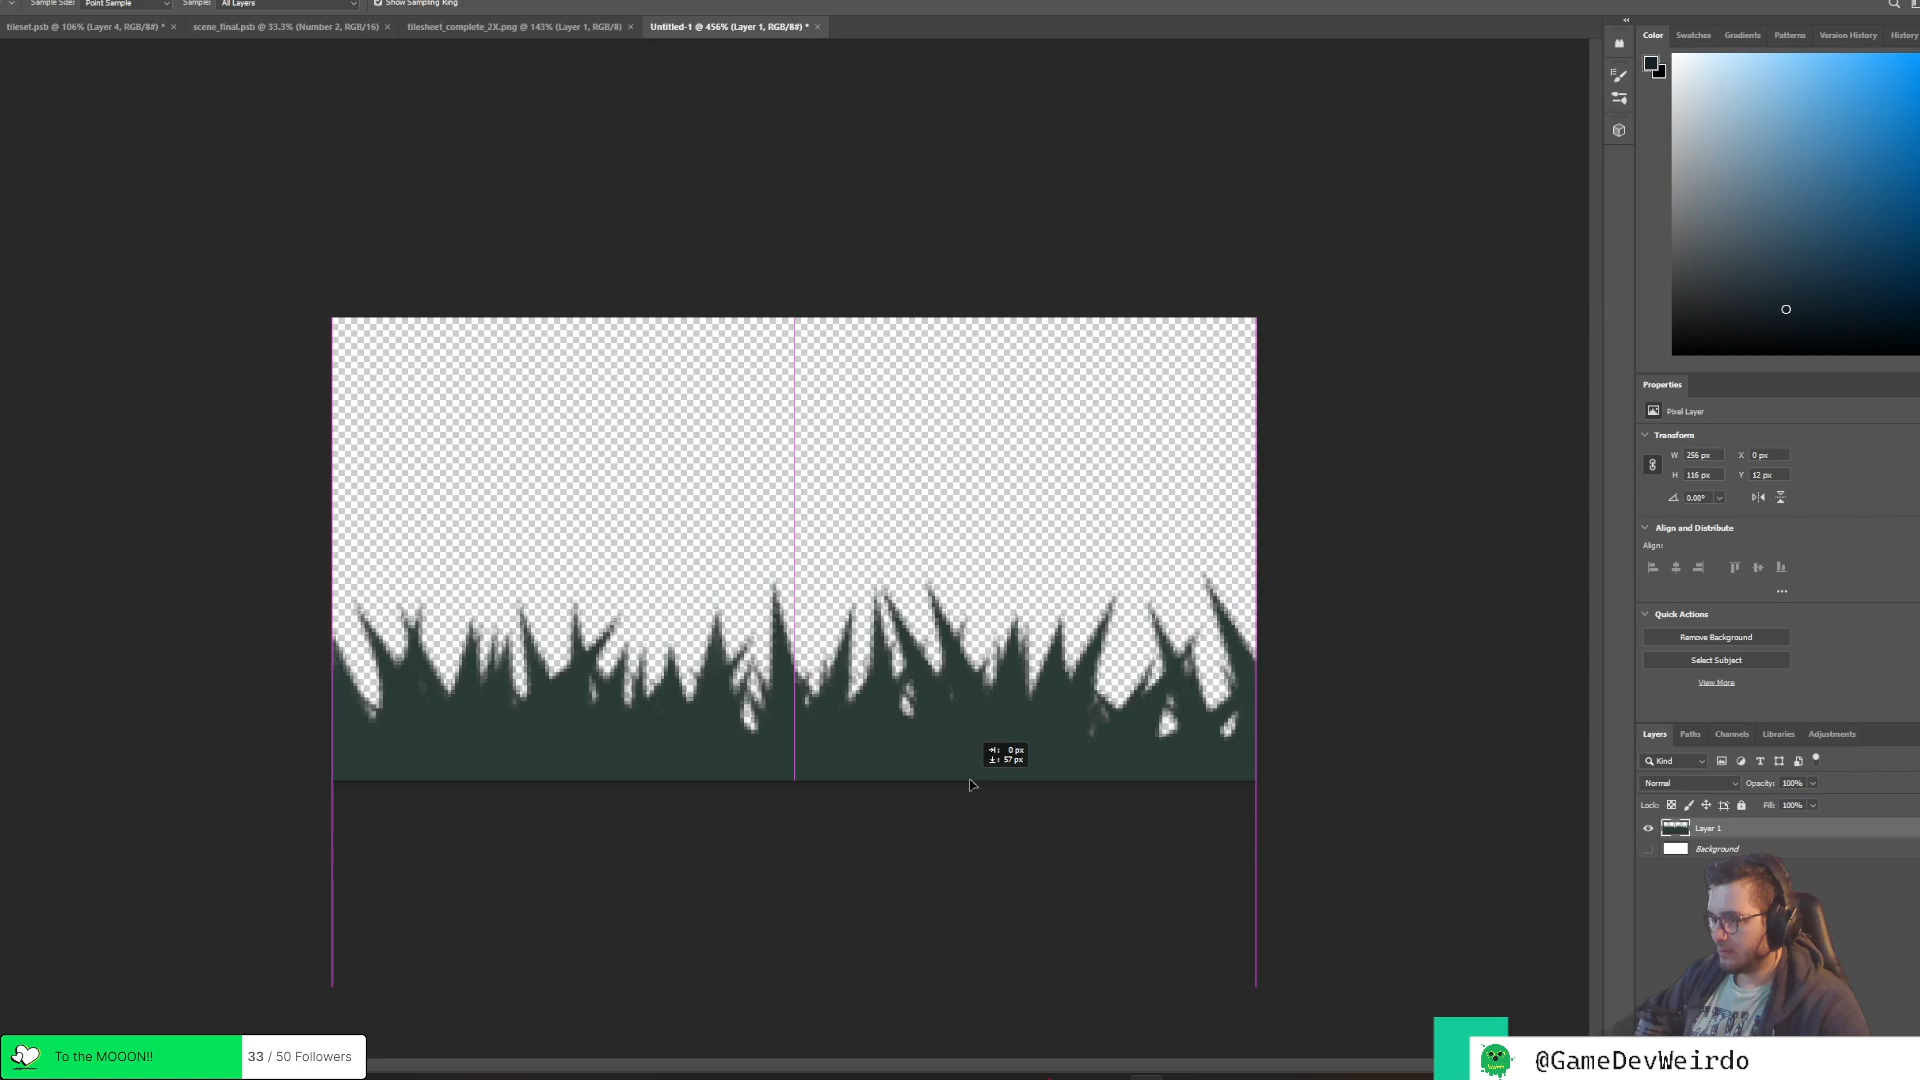 Sample Size: Point Sample Sample: All Layers Show Sampling Ring
tileset.psb @ 106% (Layer 4, RGB/8#) * × scene_final.psb @ 33.3% (Number 2, RGB/16) × tilesheet_complete_2X.png @ 143% (Layer 1, RGB/8) × Untitled-1 @ 456% (Layer 1, RGB/8#) * ×
Color Swatches Gradients Patterns Version History History
Properties
Pixel Layer
Transform
W 256 px X 0 px
H 116 px Y 12 px
0.00°
Align and Distribute
Align:
Quick Actions
Remove Background
Select Subject
View More
Layers Paths Channels Libraries Adjustments
0 px
57 px
Kind
Normal Opacity: 100%
Lock: Fill: 100%
Layer 1
Background
To the MOOON!! 33 / 50 Followers
@GameDevWeirdo